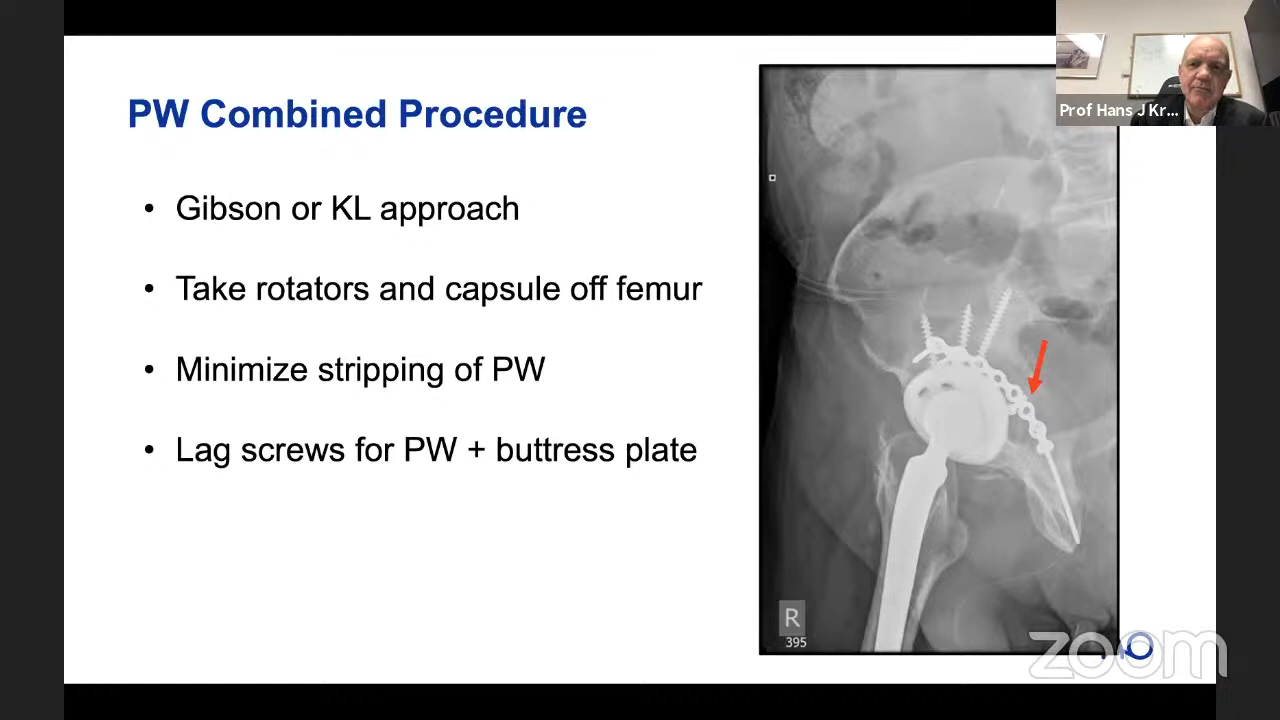 PW Combined Procedure
Prof Hans J Kr...
• Gibson or KL approach
• Take rotators and capsule off femur
• Minimize stripping of PW
• Lag screws for PW + buttress plate
R
395
zoom